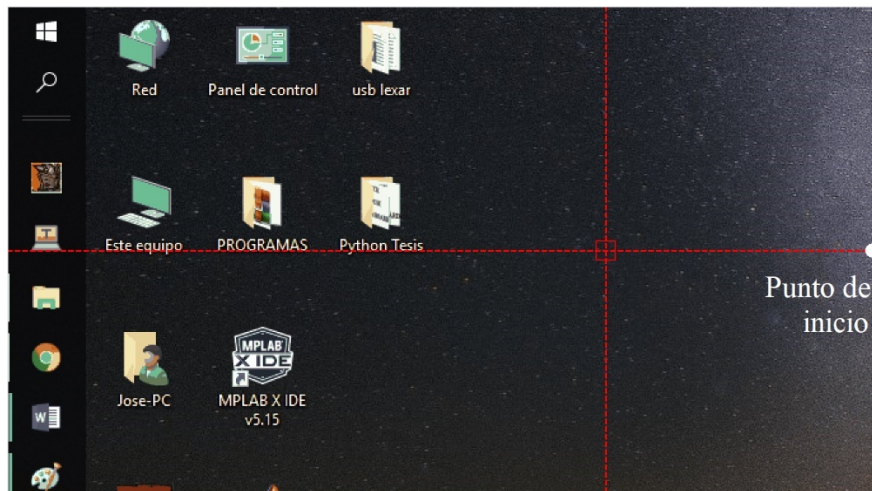 Red
Panel de control
usb lexar
Este equipo
PROGRAMAS
Python Tesis
Punto de
inicio
MPLAB
X IDE
Jose-PC
MPLAB X IDE
v5.15